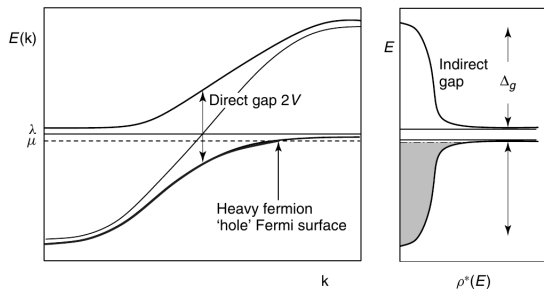 E(k)
λ
μ
Direct gap 2V
Heavy fermion
'hole' Fermi surface
k
E
Indirect
gap
Δg
ρ*(E)